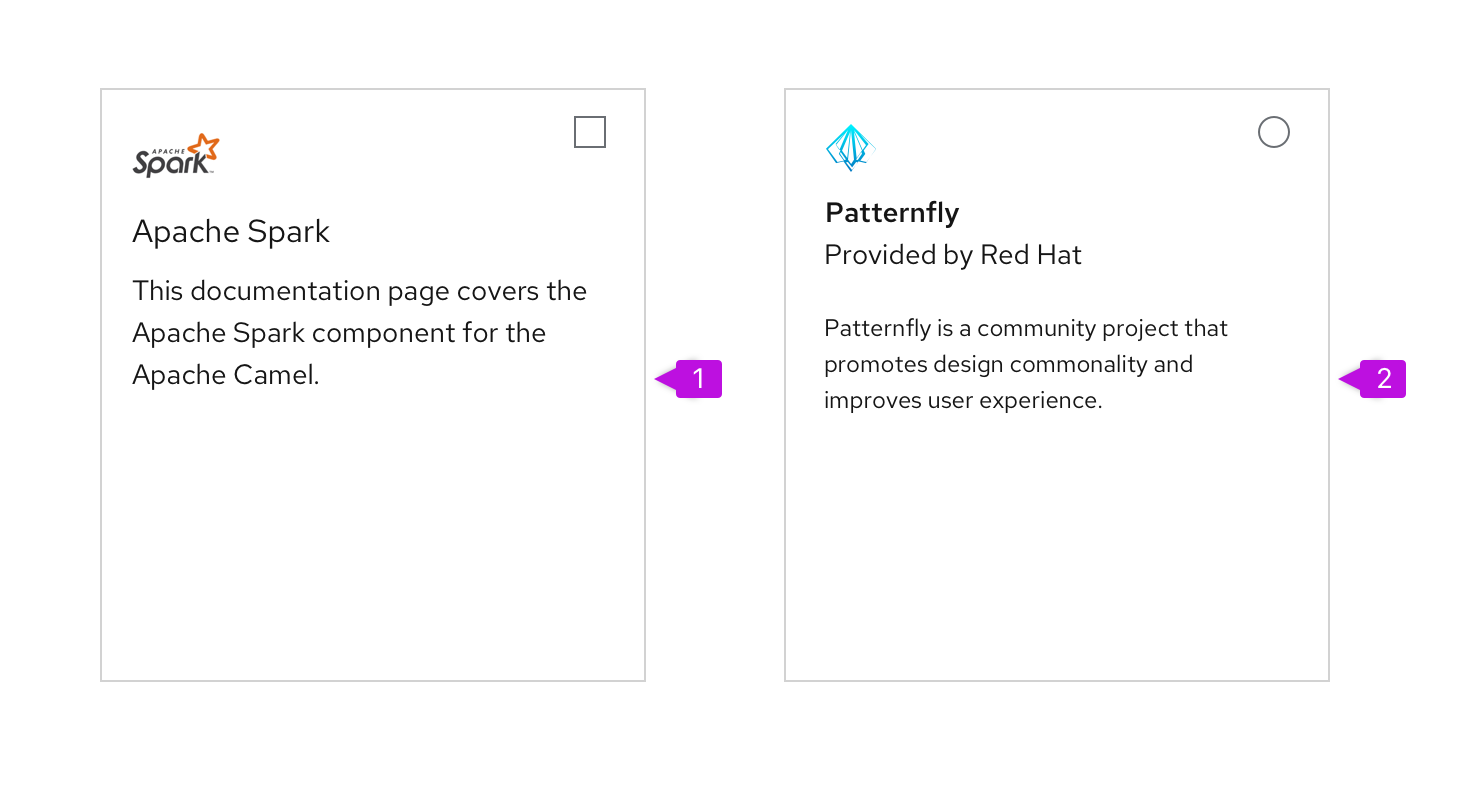 APACHE
Spark™
Apache Spark
This documentation page covers the
Apache Spark component for the
Apache Camel.
1
Patternfly
Provided by Red Hat
Patternfly is a community project that
promotes design commonality and
improves user experience.
2